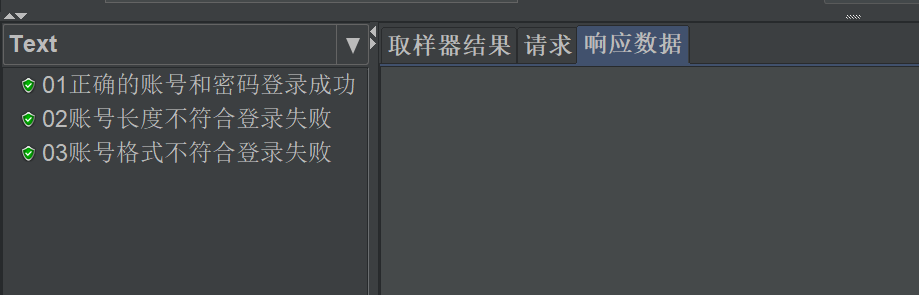 Text
取样器结果 请求 响应数据
01正确的账号和密码登录成功
02账号长度不符合登录失败
03账号格式不符合登录失败